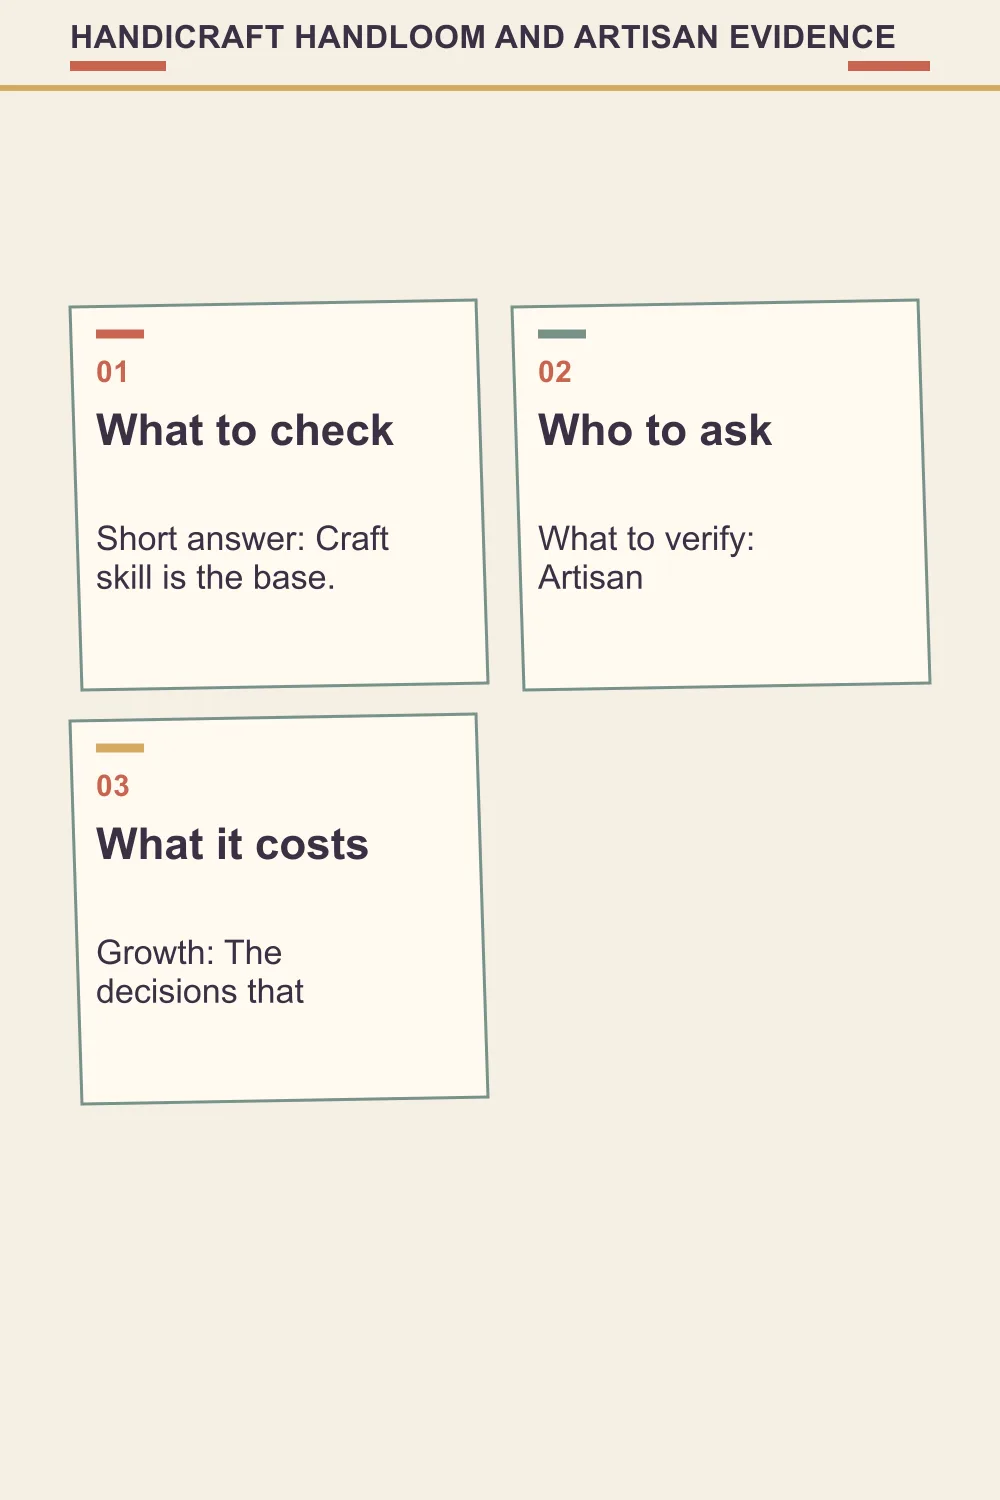 HANDICRAFT HANDLOOM AND ARTISAN EVIDENCE
01
What to check
Short answer: Craft
skill is the base.
02
Who to ask
What to verify:
Artisan
03
What it costs
Growth: The
decisions that